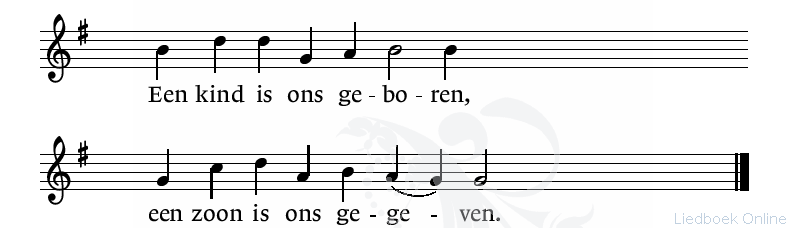 Een kind is ons ge - bo - ren,
een zoon is ons ge - ge - ven.
Liedboek Online